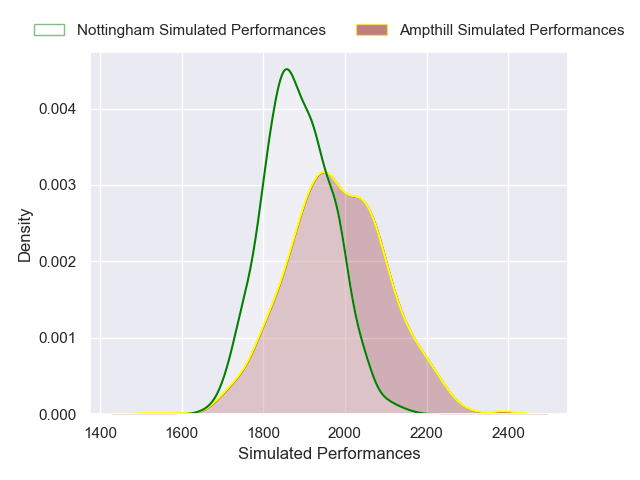 Nottingham Simulated Performances Ampthill Simulated Performances
0.004
0.003
0.002
0.001
0.000
Density
1400 1600 1800 2000 2200 2400
Simulated Performances